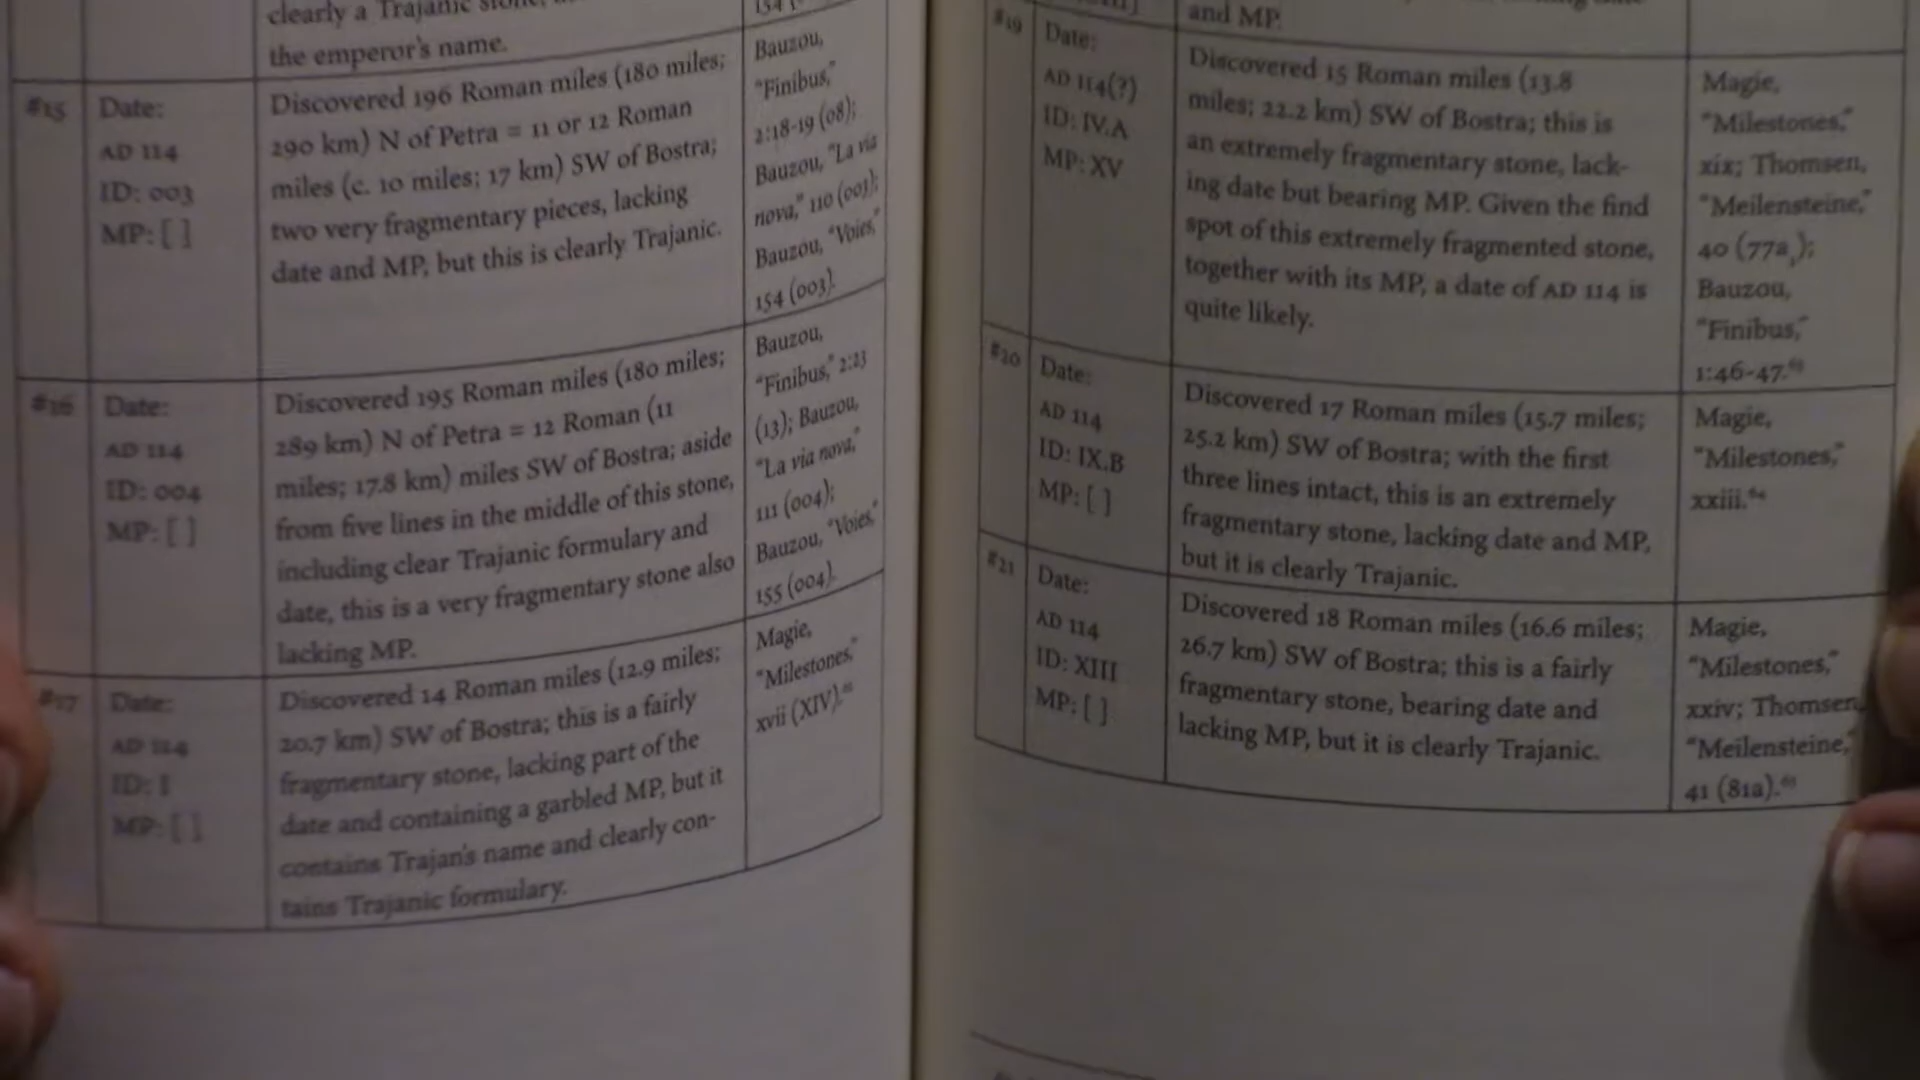 clearly a Trajanic stone,
the emperor's name.
#15
Date:
AD 114
ID: 003
MP: [ ]
Discovered 196 Roman miles (180 miles;
290 km) N of Petra = 11 or 12 Roman
miles (c. 10 miles; 17 km) SW of Bostra;
two very fragmentary pieces, lacking
date and MP, but this is clearly Trajanic.
Bauzou,
"Finibus,"
2:18-19 (08);
Bauzou, "La via
nova," 110 (003);
Bauzou, "Voies,"
154 (003).
#16
Date:
AD 114
ID: 004
MP: [ ]
Discovered 195 Roman miles (180 miles;
289 km) N of Petra = 12 Roman (11
miles; 17.8 km) miles SW of Bostra; aside
from five lines in the middle of this stone,
including clear Trajanic formulary and
date, this is a very fragmentary stone also
lacking MP.
Bauzou,
"Finibus," 2:23
(13); Bauzou,
"La via nova,"
111 (004);
Bauzou, "Voies,"
155 (004).
#17
Date:
AD 114
ID: I
MP: [ ]
Discovered 14 Roman miles (12.9 miles;
20.7 km) SW of Bostra; this is a fairly
fragmentary stone, lacking part of the
date and containing a garbled MP, but it
contains Trajan's name and clearly con-
tains Trajanic formulary.
Magie,
"Milestones,"
xvii (XIV).
and MP.
#19
Date:
AD 114(?)
ID: IV.A
MP: XV
Discovered 15 Roman miles (13.8
miles; 22.2 km) SW of Bostra; this is
an extremely fragmentary stone, lack-
ing date but bearing MP. Given the find
spot of this extremely fragmented stone,
together with its MP, a date of AD 114 is
quite likely.
Magie,
"Milestones,"
xix; Thomsen,
"Meilensteine,"
40 (77a);
Bauzou,
"Finibus,"
1:46-47.63
#20
Date:
AD 114
ID: IX.B
MP: [ ]
Discovered 17 Roman miles (15.7 miles;
25.2 km) SW of Bostra; with the first
three lines intact, this is an extremely
fragmentary stone, lacking date and MP,
but it is clearly Trajanic.
Magie,
"Milestones,"
xxiii.64
#21
Date:
AD 114
ID: XIII
MP: [ ]
Discovered 18 Roman miles (16.6 miles;
26.7 km) SW of Bostra; this is a fairly
fragmentary stone, bearing date and
lacking MP, but it is clearly Trajanic.
Magie,
"Milestones,"
xxiv; Thomsen,
"Meilensteine,"
41 (81a).65